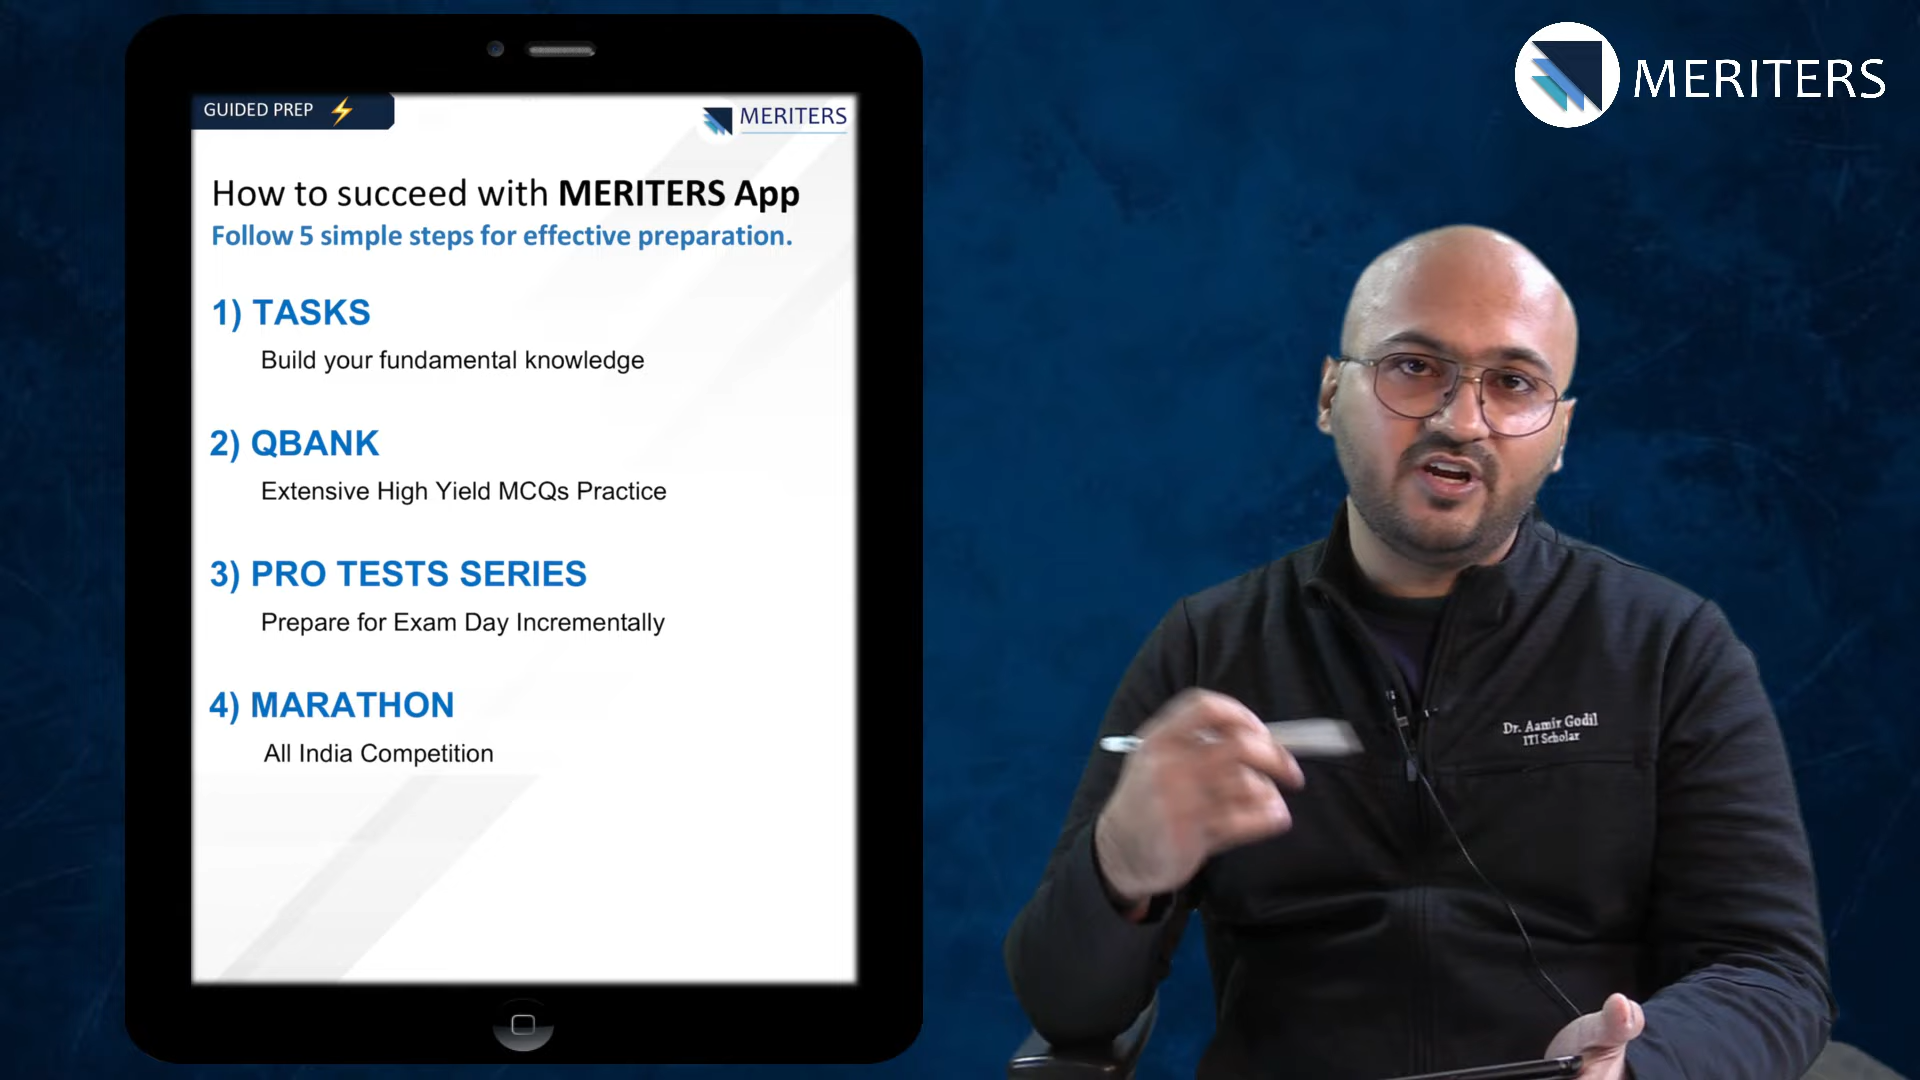 GUIDED PREP
MERITERS
How to succeed with MERITERS App
Follow 5 simple steps for effective preparation.
1) TASKS
Build your fundamental knowledge
2) QBANK
Extensive High Yield MCQs Practice
3) PRO TESTS SERIES
Prepare for Exam Day Incrementally
4) MARATHON
All India Competition
MERITERS
Dr. Aamir Godil
ITI Scholar